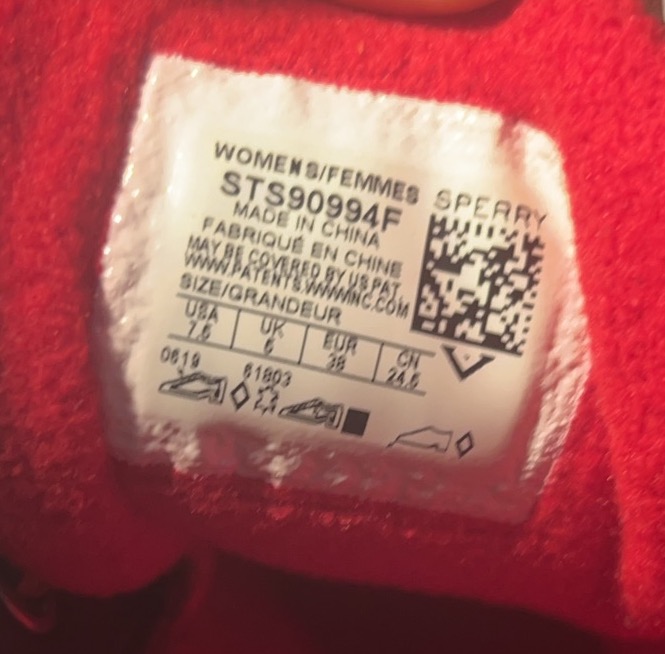 WOMENS/FEMMES
STS90994F
SPERRY
MADE IN CHINA
FABRIQUÉ EN CHINE
MAY BE COVERED BY US PAT
WWW.PATENTS.WWWINC.COM
SIZE/GRANDEUR
USA UK EUR CN
7.5 38 24.5
0619 61803